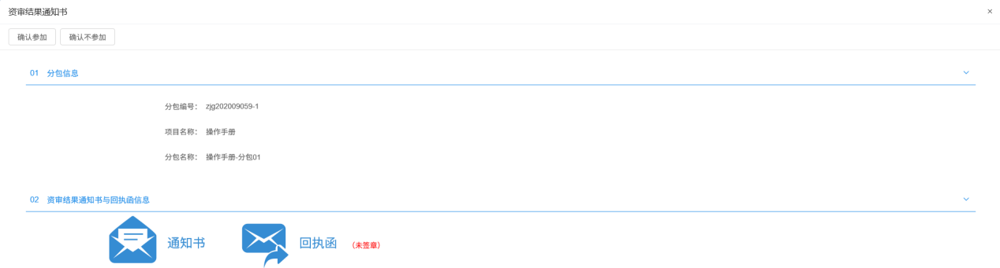 资审结果通知书 ×
确认参加 确认不参加
01 分包信息
分包编号： zjg202009059-1
项目名称： 操作手册
分包名称： 操作手册-分包01
02 资审结果通知书与回执函信息
通知书 回执函 （未签章）